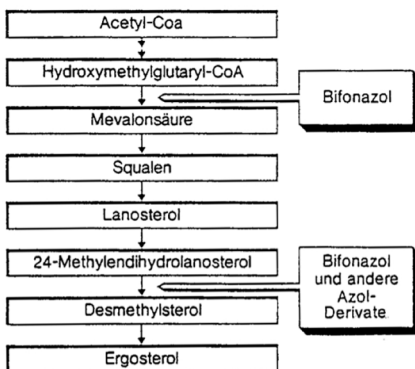 Acetyl-Coa
Hydroxymethylglutaryl-CoA
Bifonazol
Mevalonsäure
Squalen
Lanosterol
24-Methylendihydrolanosterol
Bifonazol
und andere
Azol-
Derivate
Desmethylsterol
Ergosterol